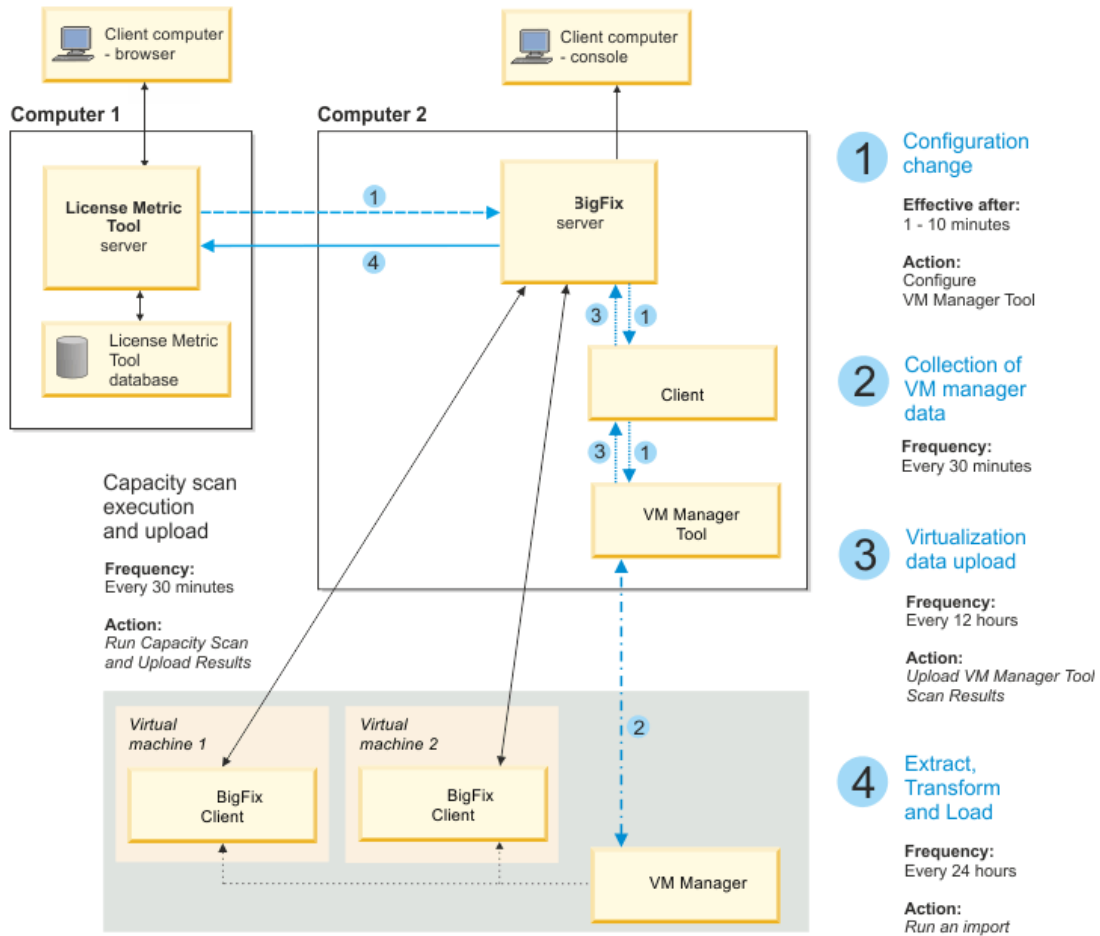 Client computer
- browser
Client computer
- console
Computer 1
Computer 2
License Metric
Tool
server
1
4
BigFix
server
License Metric
Tool
database
3
1
Client
3
1
VM Manager
Tool
Capacity scan
execution
and upload
Frequency:
Every 30 minutes
Action:
Run Capacity Scan
and Upload Results
2
Virtual
machine 1
BigFix
Client
Virtual
machine 2
BigFix
Client
VM Manager
1
Configuration
change
Effective after:
1 - 10 minutes
Action:
Configure
VM Manager Tool
2
Collection of
VM manager
data
Frequency:
Every 30 minutes
3
Virtualization
data upload
Frequency:
Every 12 hours
Action:
Upload VM Manager Tool
Scan Results
4
Extract,
Transform
and Load
Frequency:
Every 24 hours
Action:
Run an import